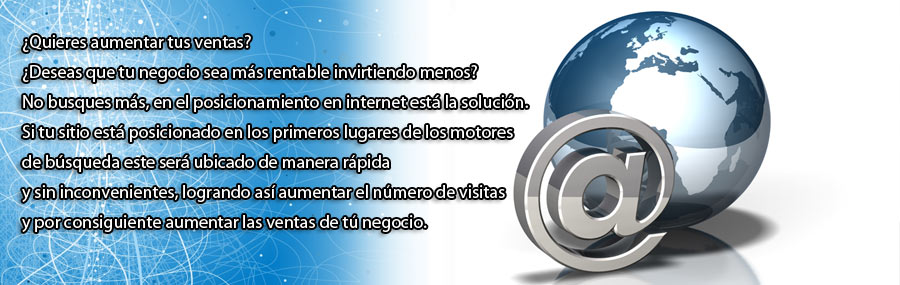 ¿Quieres aumentar tus ventas?
¿Deseas que tu negocio sea más rentable invirtiendo menos?
No busques más, en el posicionamiento en internet está la solución.
Si tu sitio está posicionado en los primeros lugares de los motores
de búsqueda este será ubicado de manera rápida
y sin inconvenientes, logrando así aumentar el número de visitas
y por consiguiente aumentar las ventas de tú negocio.
@